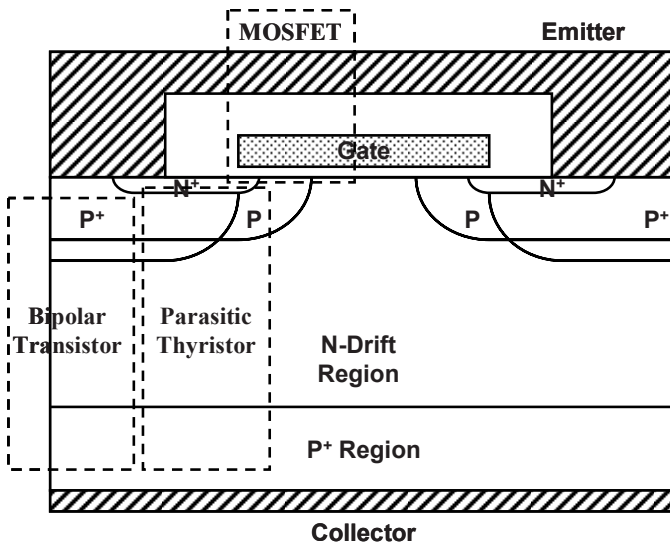 MOSFET
Emitter
Gate
N+
N+
P+
P
P
P+
Bipolar
Transistor
Parasitic
Thyristor
N-Drift
Region
P+ Region
Collector